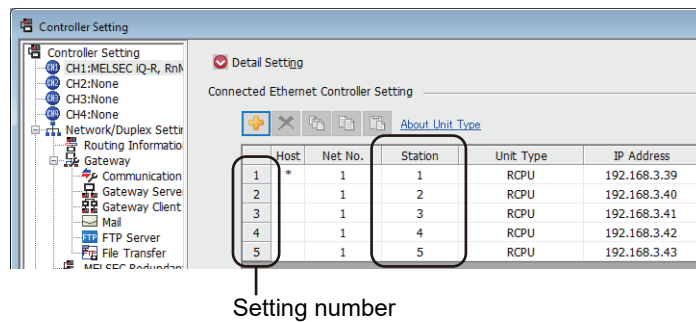 Controller Setting
Controller Setting
CH1:MELSEC iQ-R, RnM
CH2:None
CH3:None
CH4:None
Network/Duplex Settin
Routing Informatio
Gateway
Communication
Gateway Serve
Gateway Client
Mail
FTP FTP Server
File Transfer
MELSEC Redundan
Detail Setting
Connected Ethernet Controller Setting
About Unit Type
Host Net No. Station Unit Type IP Address
1 * 1 1 RCPU 192.168.3.39
2 1 2 RCPU 192.168.3.40
3 1 3 RCPU 192.168.3.41
4 1 4 RCPU 192.168.3.42
5 1 5 RCPU 192.168.3.43
Setting number